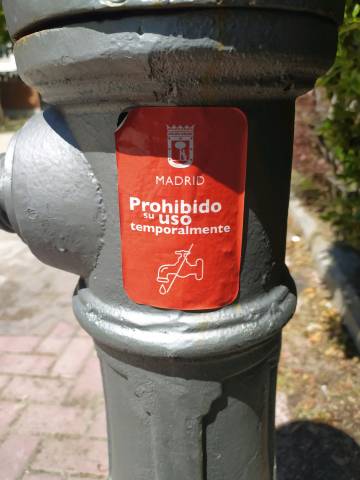 MADRID
Prohibido
su uso
temporalmente